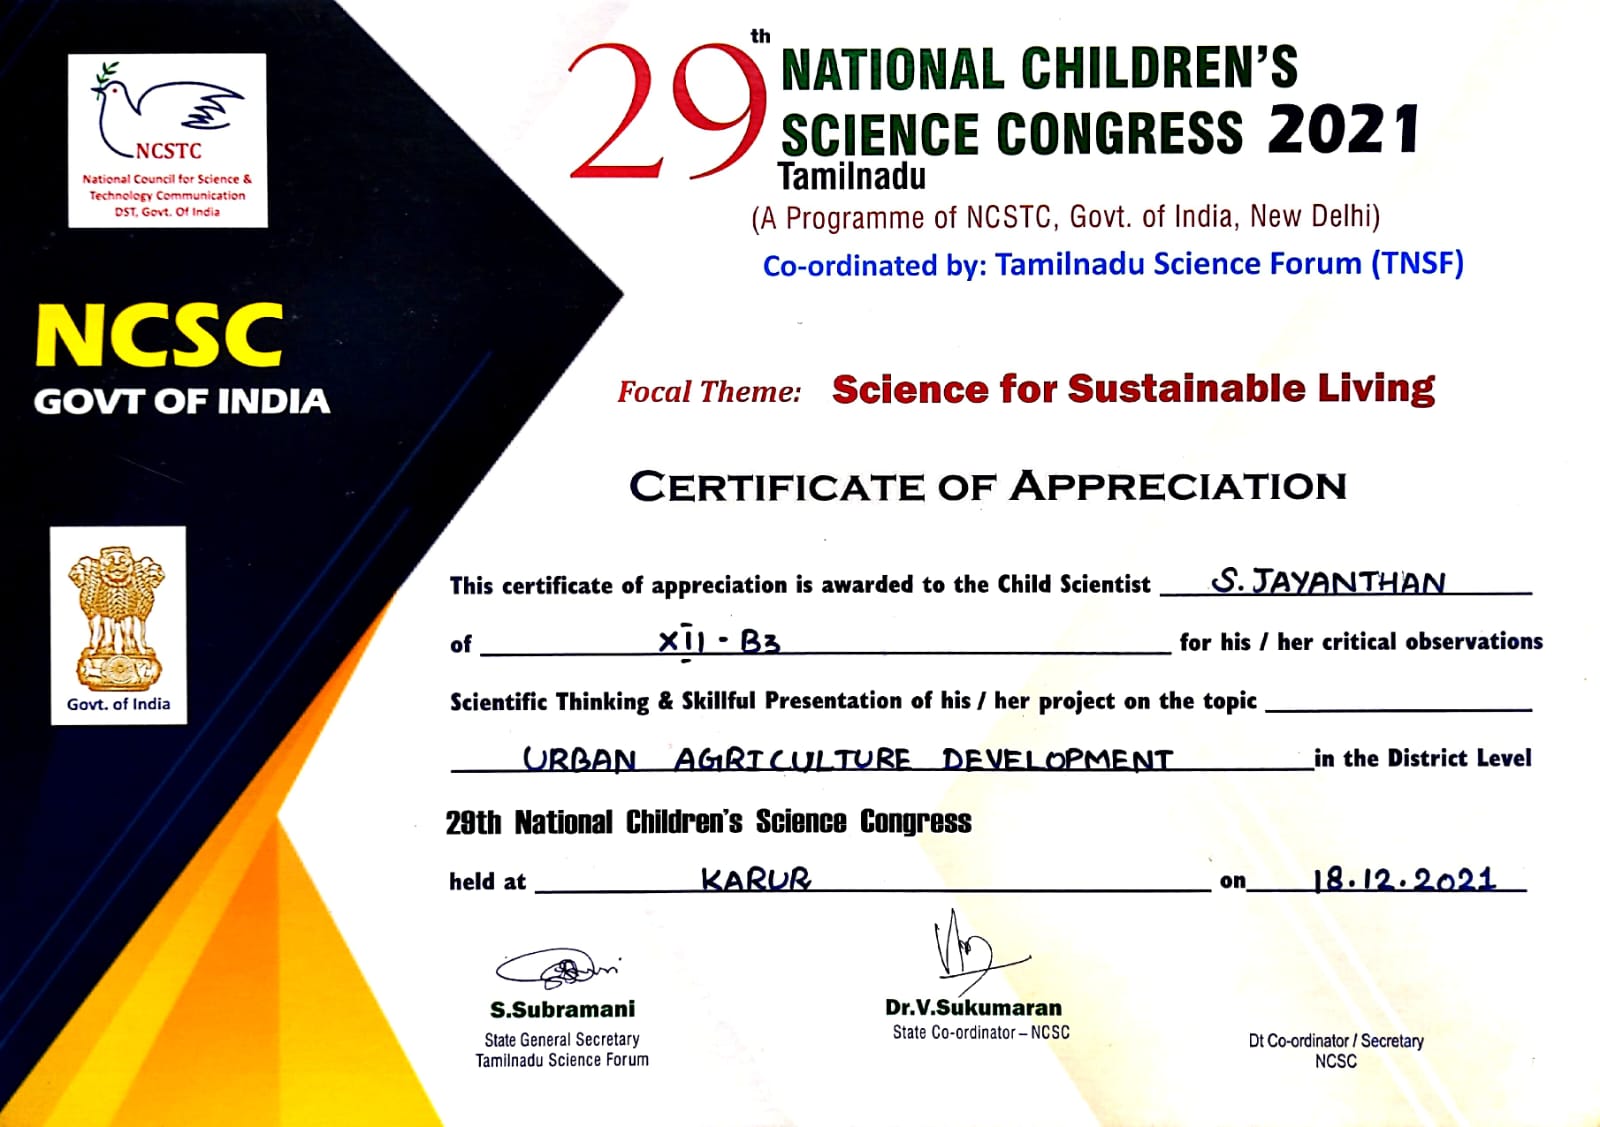 NCSTC
National Council for Science &
Technology Communication
DST, Govt. Of India
NCSC
GOVT OF INDIA
Govt. of India
29th NATIONAL CHILDREN'S
SCIENCE CONGRESS 2021
Tamilnadu
(A Programme of NCSTC, Govt. of India, New Delhi)
Co-ordinated by: Tamilnadu Science Forum (TNSF)
Focal Theme: Science for Sustainable Living
CERTIFICATE OF APPRECIATION
This certificate of appreciation is awarded to the Child Scientist S. JAYANTHAN
of XII - B3 for his / her critical observations
Scientific Thinking & Skillful Presentation of his / her project on the topic
URBAN AGRICULTURE DEVELOPMENT in the District Level
29th National Children's Science Congress
held at KARUR on 18.12.2021
S.Subramani
State General Secretary
Tamilnadu Science Forum
Dr.V.Sukumaran
State Co-ordinator – NCSC
Dt Co-ordinator / Secretary
NCSC